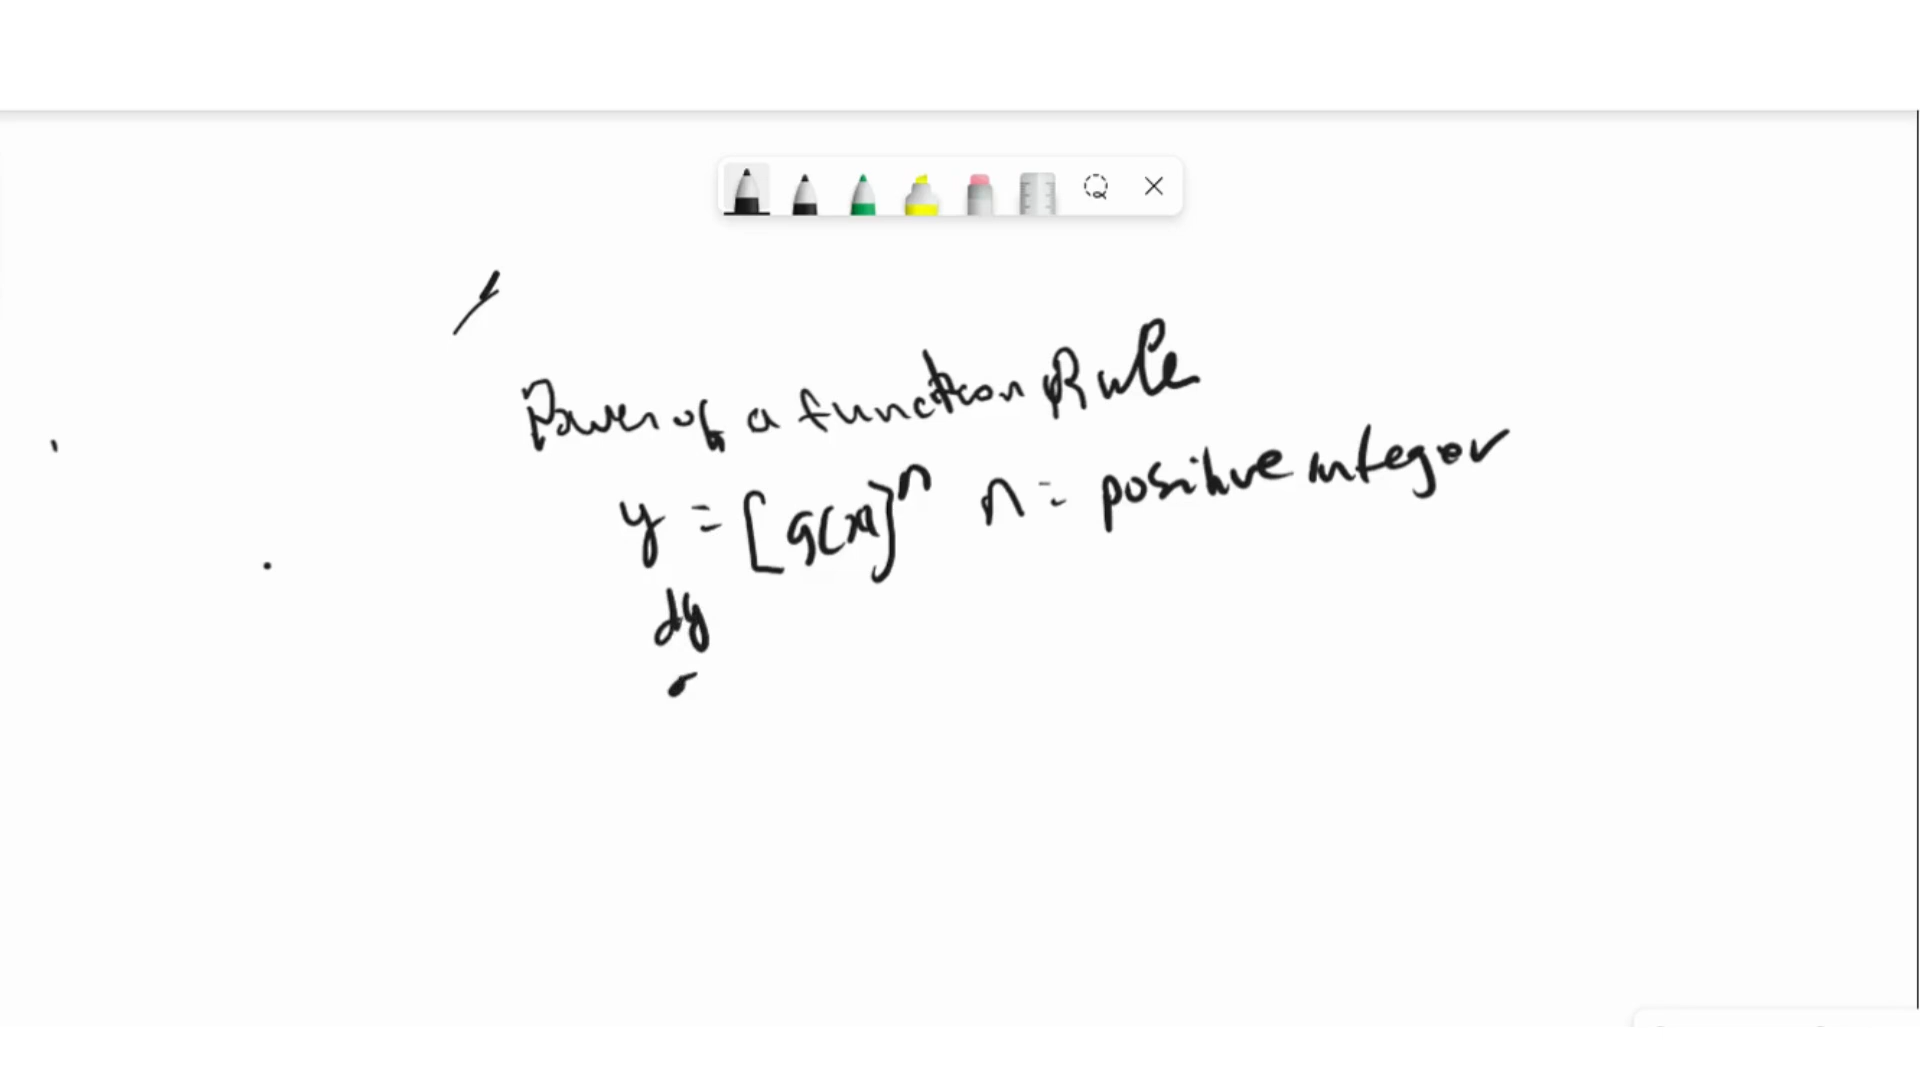 Power of a function Rule
y = [g(x)]^n n = positive integer
dy